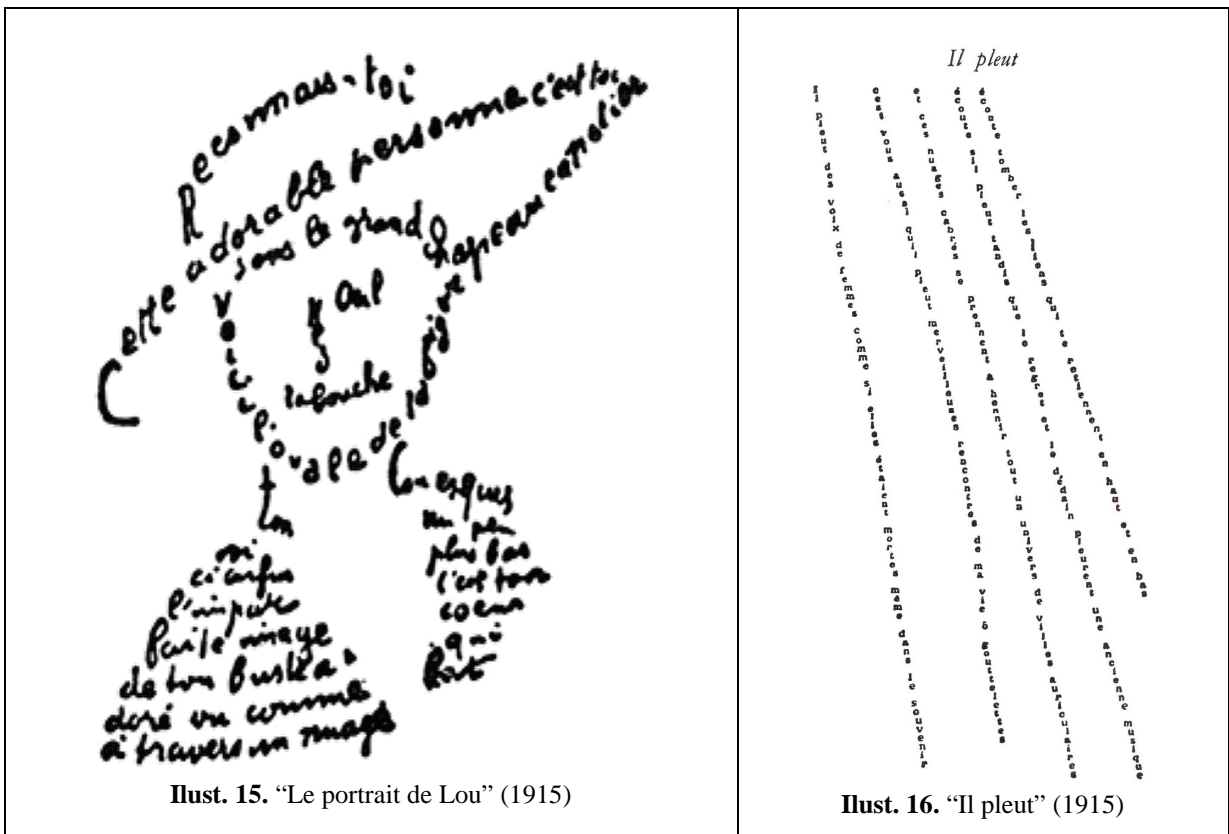 Reconnais-toi
Cette adorable personne c'est toi
sous le grand chapeau canotier
Œil
Nez
la bouche
Voici l'ovale de ta figure
ton
Cou exquis
un peu
plus bas
c'est ton
coeur
qui
bat
ci enfin
l'impar
faite image
de ton buste a
doré vu comme
à travers un nuage
Ilust. 15. “Le portrait de Lou” (1915)
Il pleut
Il pleut des voix de femmes comme si elles étaient mortes même dans le souvenir
c'est vous aussi qu'il pleut merveilleuses rencontres de ma vie ô gouttelettes
et ces nuages cabrés se prennent à hennir tout un univers de villes auriculaires
écoute s'il pleut tandis que le regret et le dédain pleurent une ancienne musique
écoute tomber les liens qui te retiennent en haut et en bas
Ilust. 16. “Il pleut” (1915)